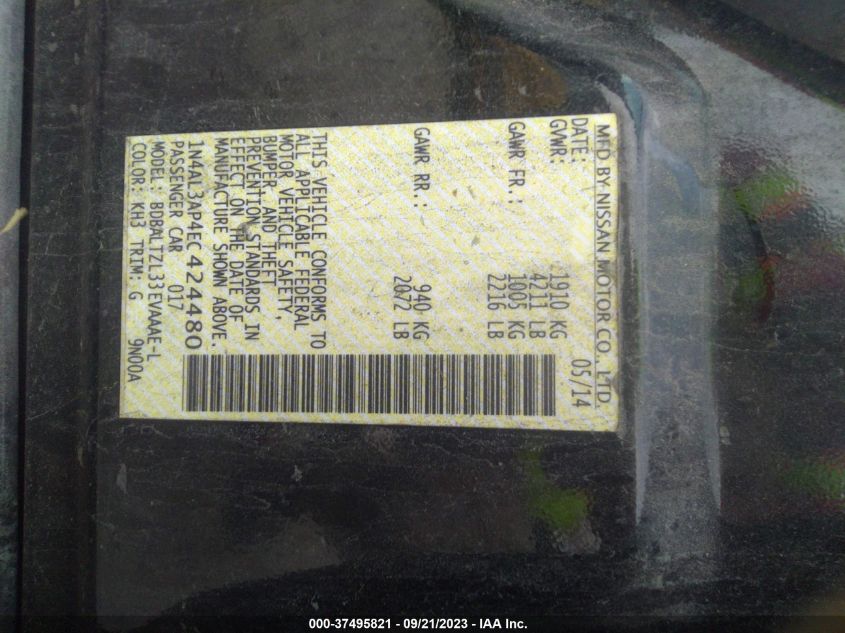 MFD BY NISSAN MOTOR CO., LTD.
DATE: 05/14
GVWR: 1910 KG
4211 LB
GAWR FR.: 1005 KG
2216 LB
GAWR RR.: 940 KG
2072 LB
THIS VEHICLE CONFORMS TO
ALL APPLICABLE FEDERAL
MOTOR VEHICLE SAFETY,
BUMPER, AND THEFT
PREVENTION STANDARDS IN
EFFECT ON THE DATE OF
MANUFACTURE SHOWN ABOVE.
1N4AL3AP4EC424480
PASSENGER CAR 017
MODEL: BDBALTZL33EVAAAE-L
COLOR: KH3 TRIM: G 9N00A
000-37495821 - 09/21/2023 - IAA Inc.